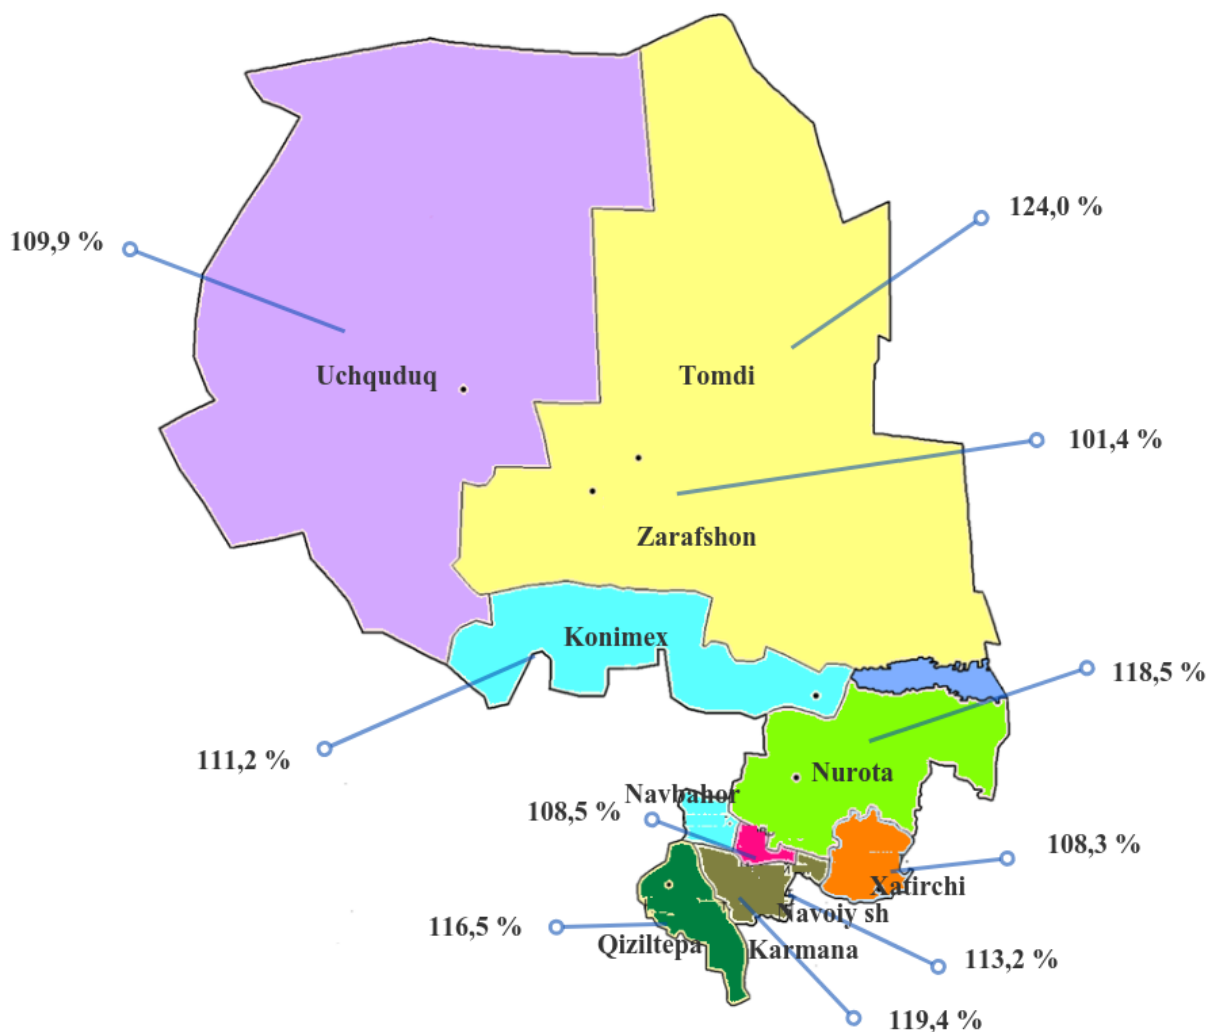 124,0 %
109,9 %
Uchquduq
Tomdi
101,4 %
Zarafshon
Konimex
118,5 %
111,2 %
Nurota
Navbahor
108,5 %
108,3 %
Xatirchi
Navoiy sh
116,5 %
Qiziltepa
Karmana
113,2 %
119,4 %